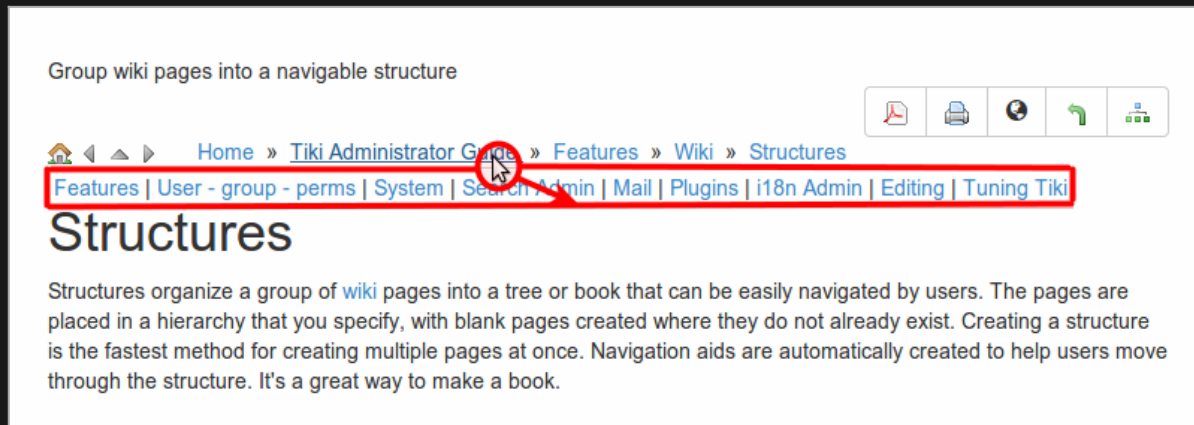 Group wiki pages into a navigable structure
Home » Tiki Administrator Guide » Features » Wiki » Structures
Features | User - group - perms | System | Search Admin | Mail | Plugins | i18n Admin | Editing | Tuning Tiki
Structures
Structures organize a group of wiki pages into a tree or book that can be easily navigated by users. The pages are
placed in a hierarchy that you specify, with blank pages created where they do not already exist. Creating a structure
is the fastest method for creating multiple pages at once. Navigation aids are automatically created to help users move
through the structure. It's a great way to make a book.